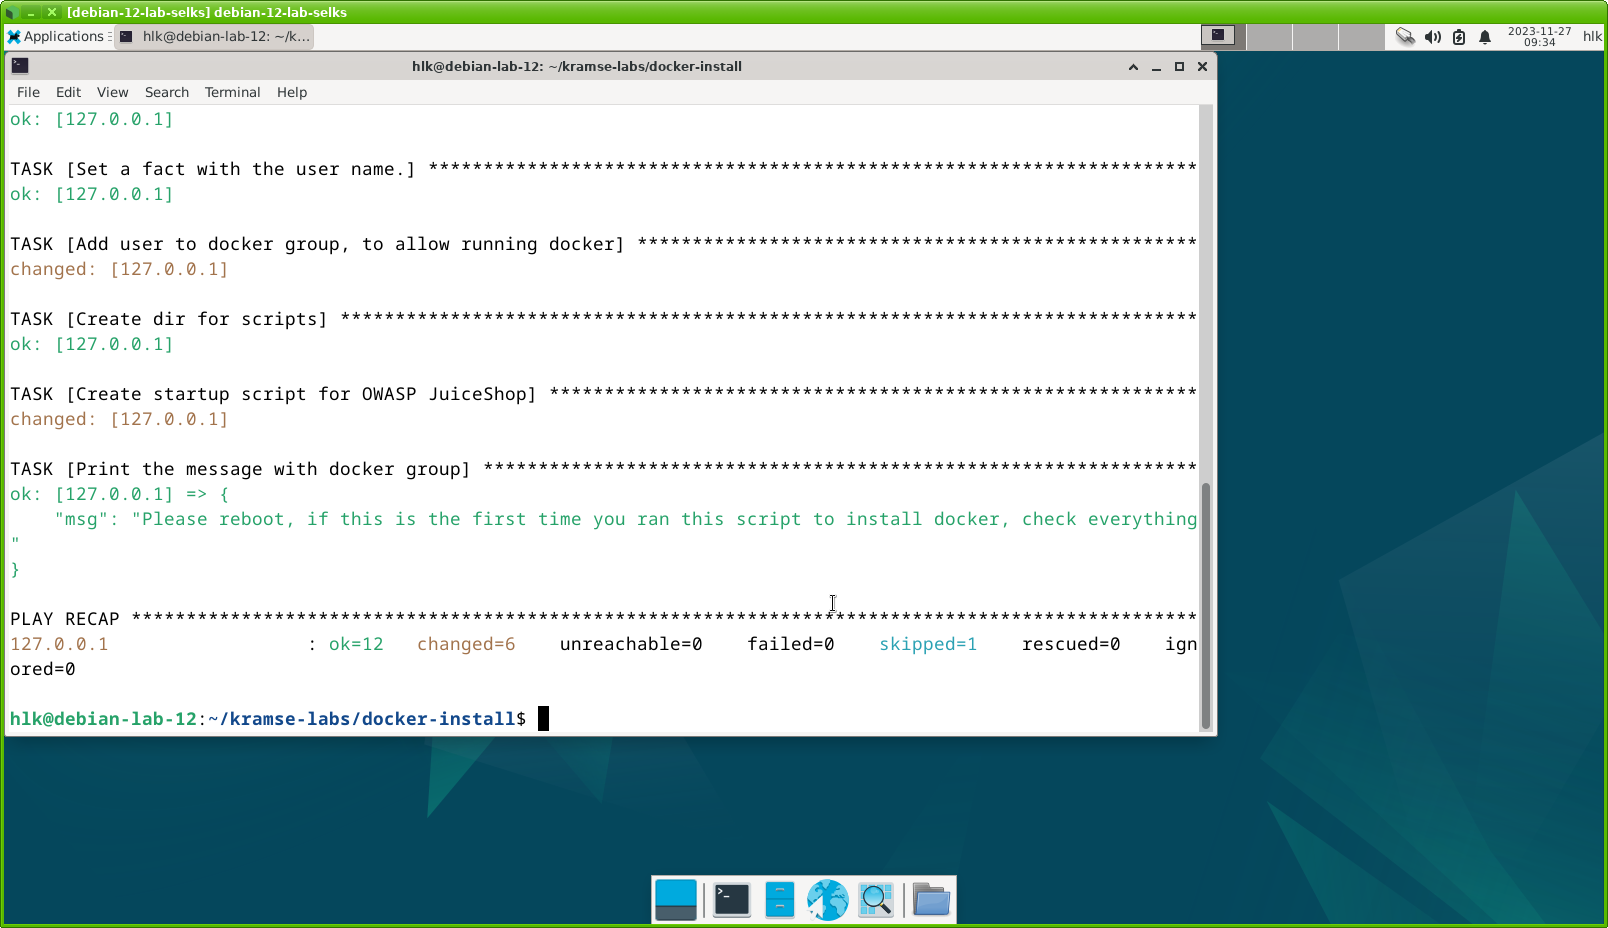 [debian-12-lab-selks] debian-12-lab-selks
Applications hlk@debian-lab-12: ~/k... 2023-11-27 hlk
09:34
hlk@debian-lab-12: ~/kramse-labs/docker-install
File Edit View Search Terminal Help
ok: [127.0.0.1]
TASK [Set a fact with the user name.] **********************************************************************
ok: [127.0.0.1]
TASK [Add user to docker group, to allow running docker] ***************************************************
changed: [127.0.0.1]
TASK [Create dir for scripts] ******************************************************************************
ok: [127.0.0.1]
TASK [Create startup script for OWASP JuiceShop] ***********************************************************
changed: [127.0.0.1]
TASK [Print the message with docker group] *****************************************************************
ok: [127.0.0.1] => {
    "msg": "Please reboot, if this is the first time you ran this script to install docker, check everything
"
}
PLAY RECAP *************************************************************************************************
127.0.0.1                  : ok=12   changed=6    unreachable=0    failed=0    skipped=1    rescued=0    ign
ored=0
hlk@debian-lab-12:~/kramse-labs/docker-install$